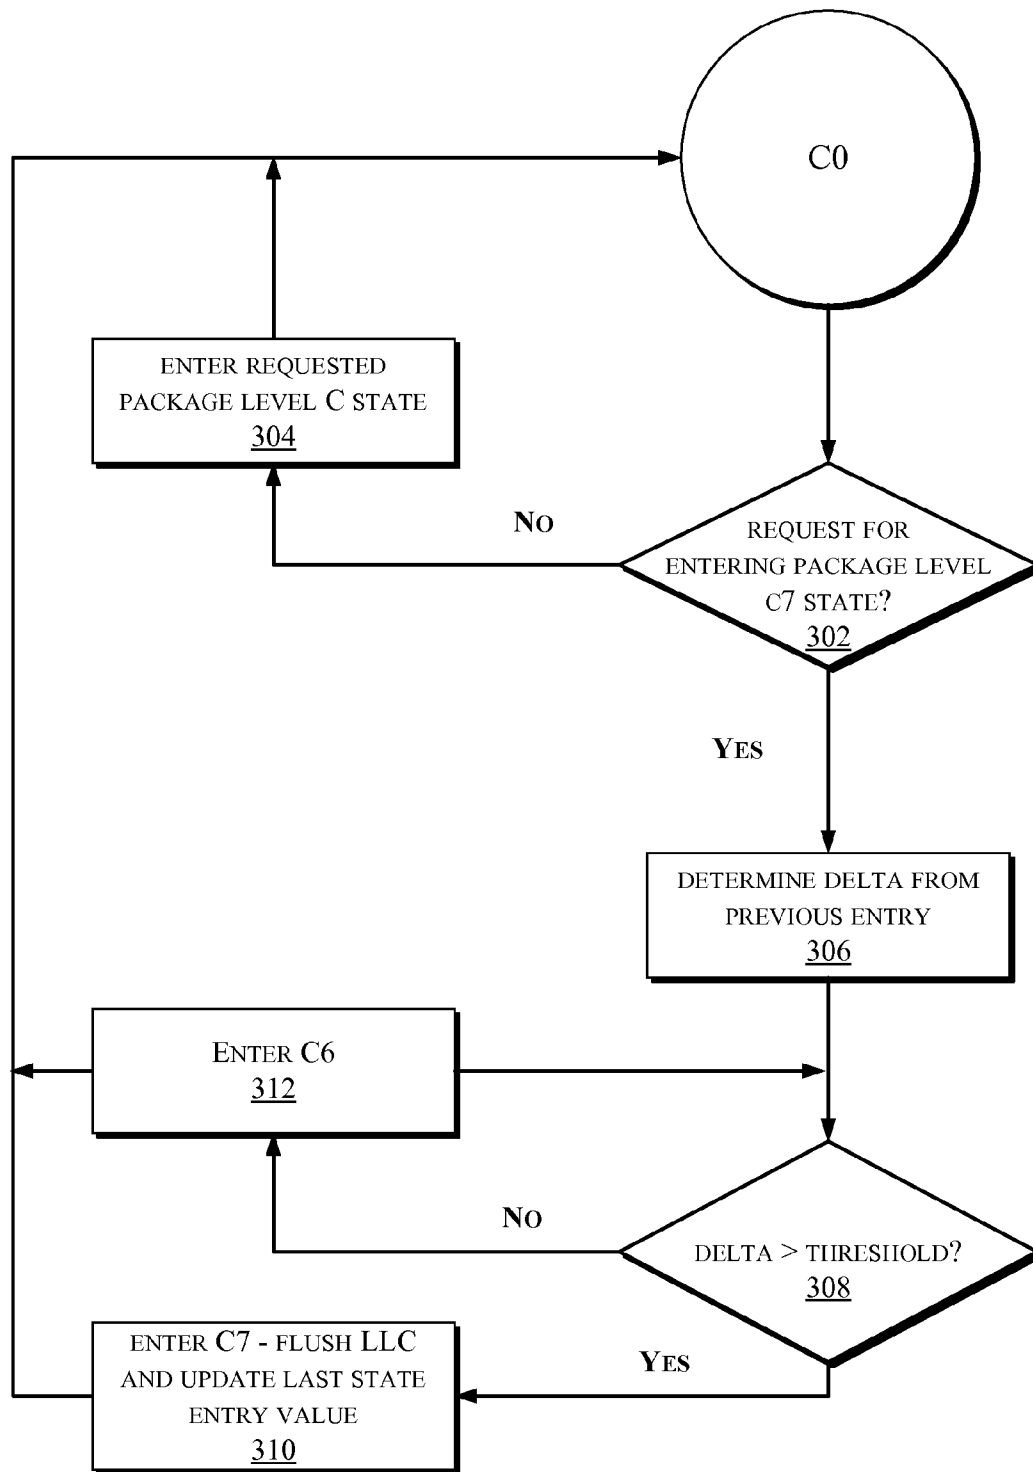 C0
ENTER REQUESTED
PACKAGE LEVEL C STATE
304
NO
REQUEST FOR
ENTERING PACKAGE LEVEL
C7 STATE?
302
YES
DETERMINE DELTA FROM
PREVIOUS ENTRY
306
ENTER C6
312
NO
DELTA > THRESHOLD?
308
YES
ENTER C7 - FLUSH LLC
AND UPDATE LAST STATE
ENTRY VALUE
310